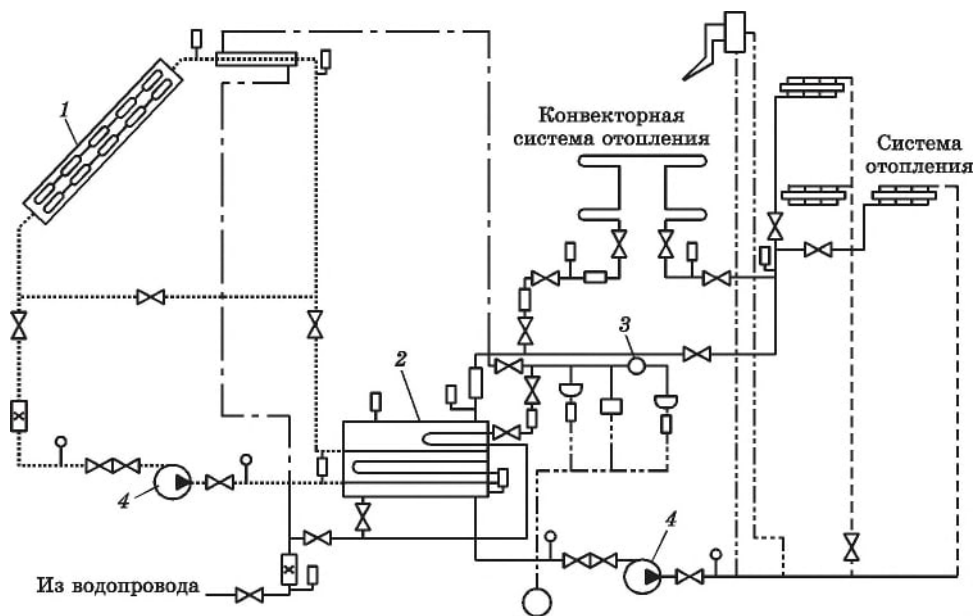 1
Конвекторная
система отопления
Система
отопления
3
2
4
4
Из водопровода